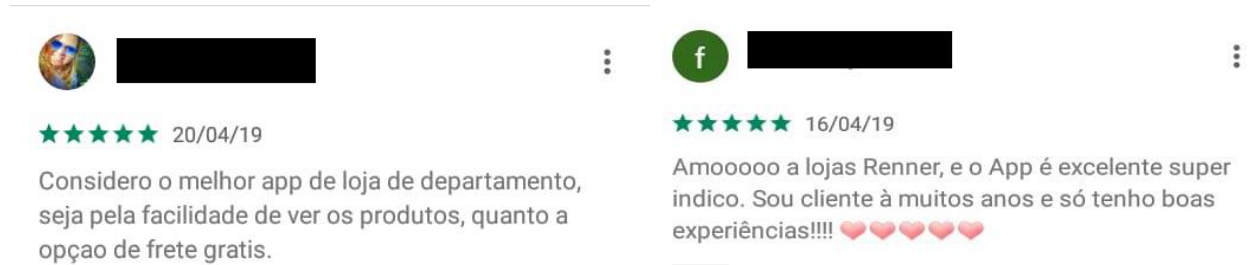 20/04/19
Considero o melhor app de loja de departamento,
seja pela facilidade de ver os produtos, quanto a
opçao de frete gratis.
f
16/04/19
Amooooo a lojas Renner, e o App é excelente super
indico. Sou cliente à muitos anos e só tenho boas
experiências!!!! ❤❤❤❤❤